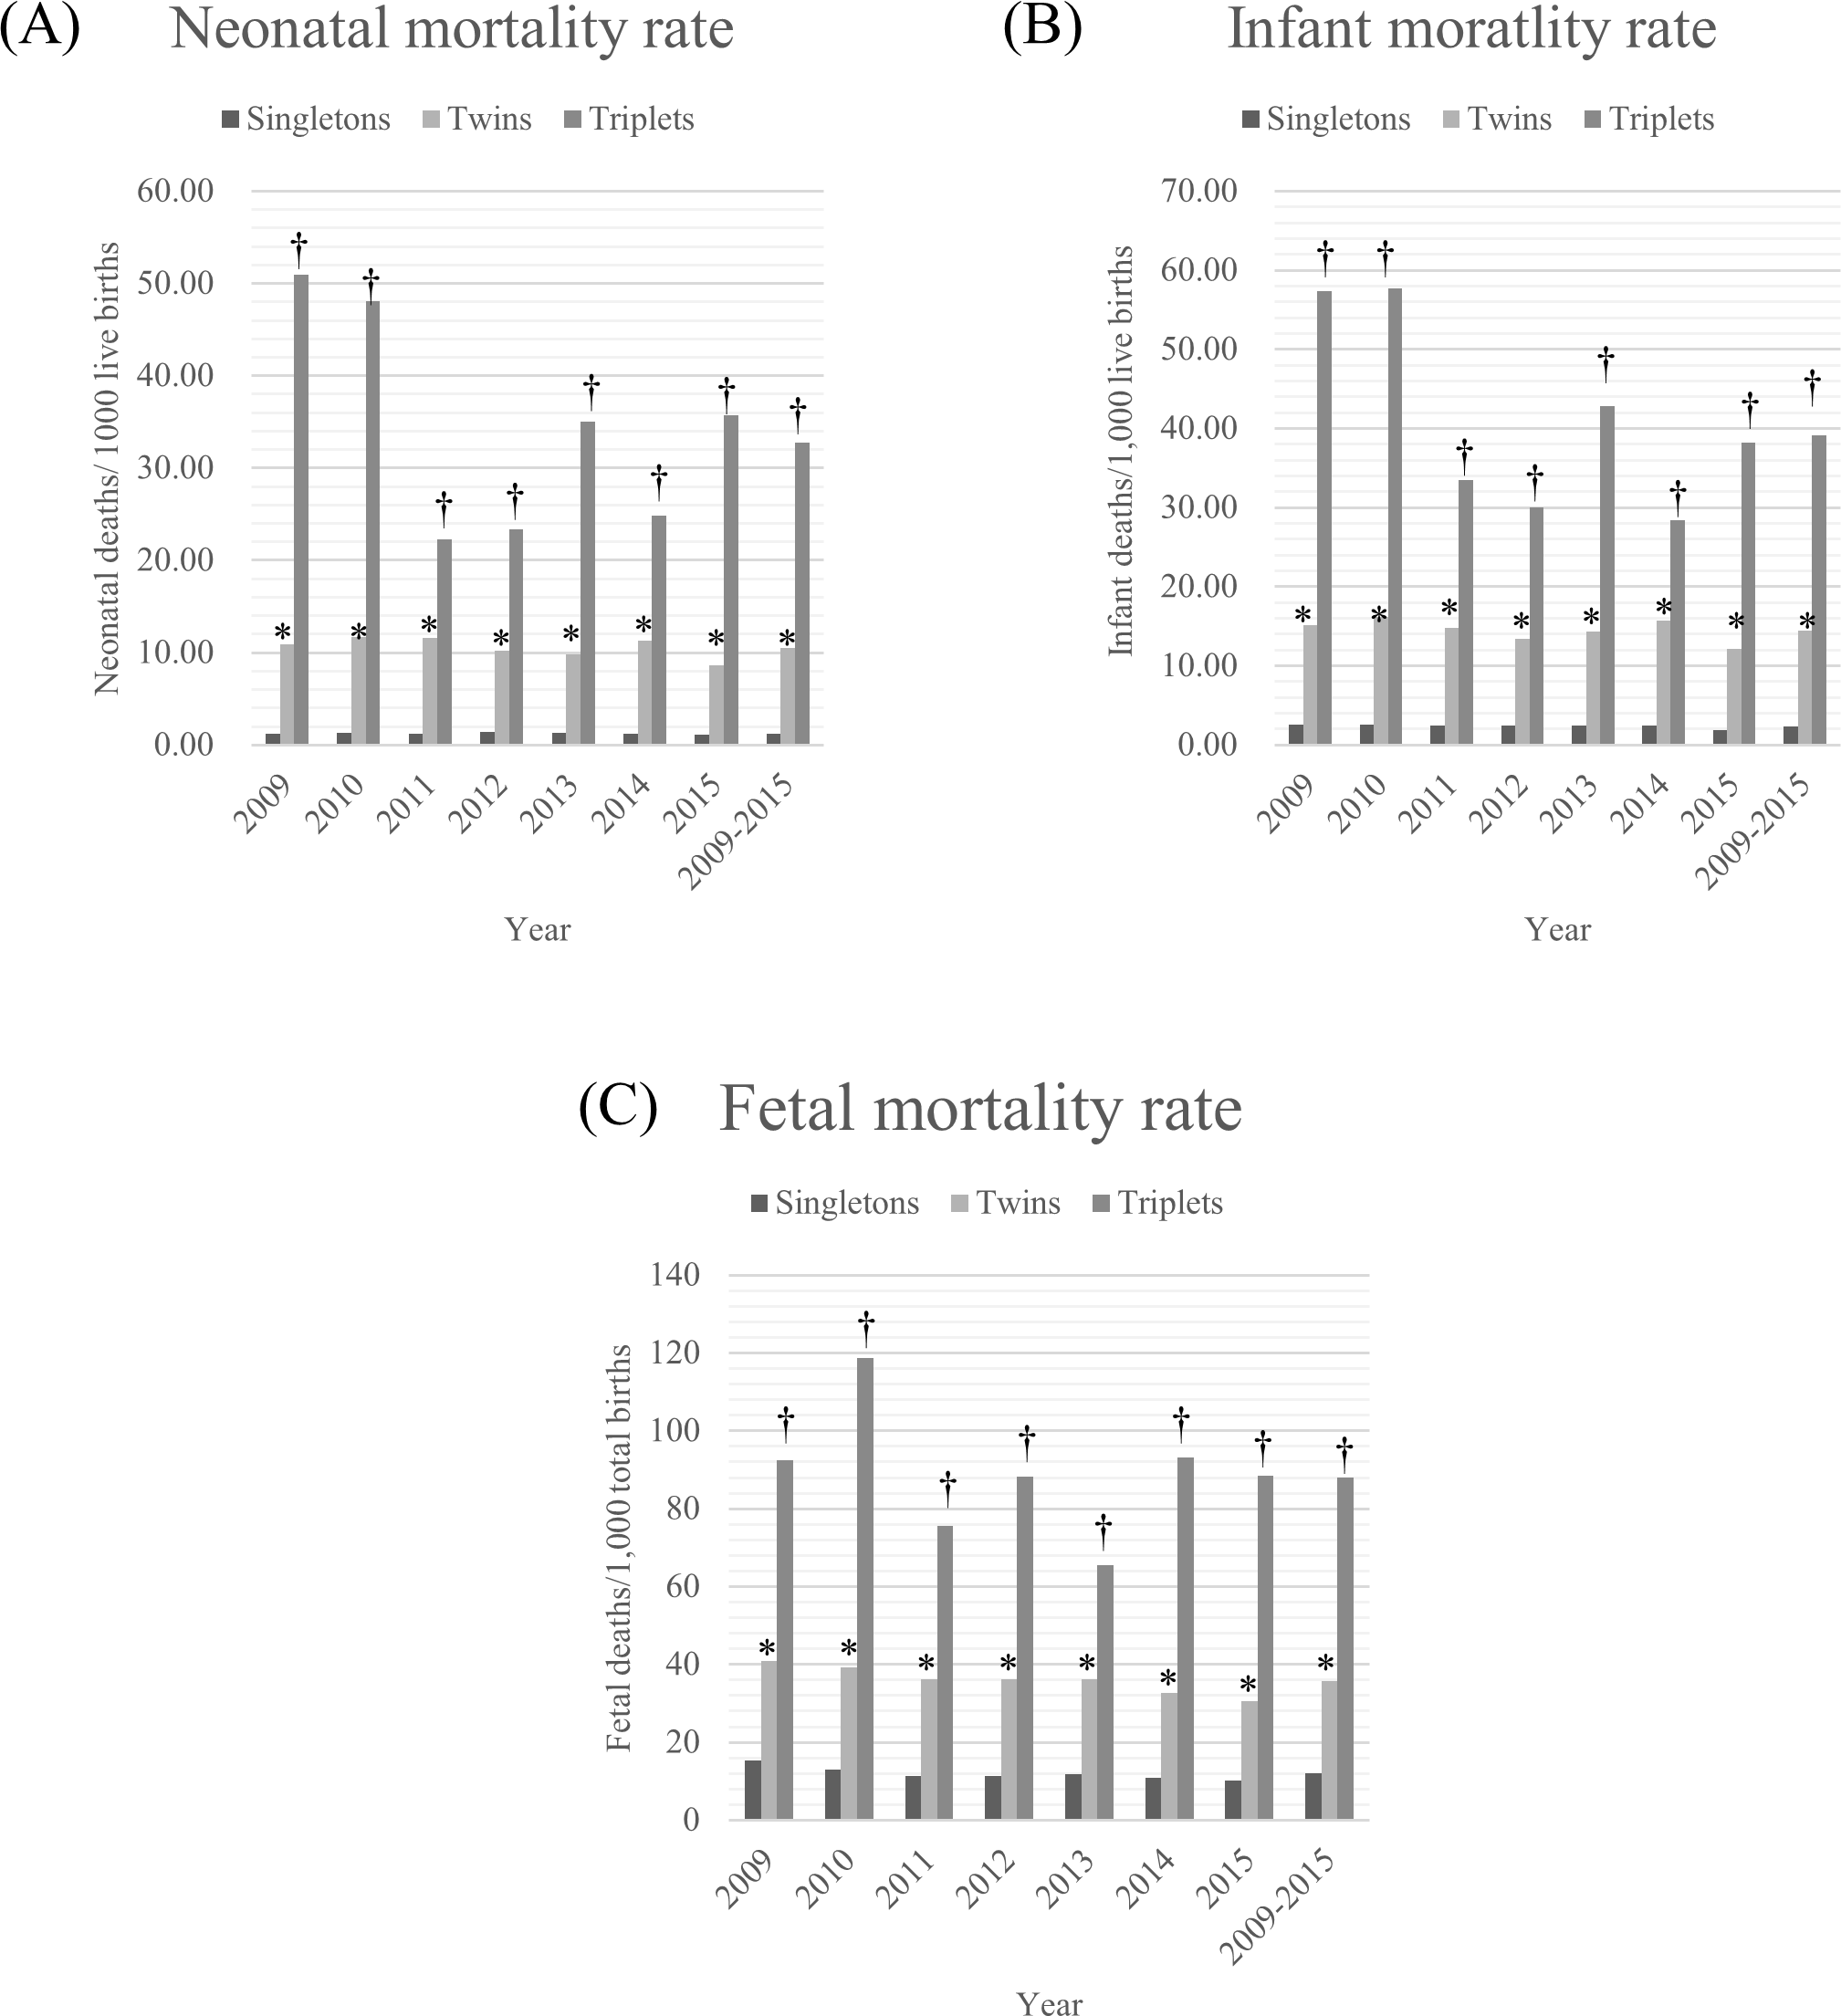 (A) Neonatal mortality rate
Singletons Twins Triplets
60.00
50.00
40.00
30.00
20.00
10.00
0.00
Neonatal deaths/ 1000 live births
† † † † † † † †
* * * * * * * *
2009 2010 2011 2012 2013 2014 2015 2009-2015
Year
(B) Infant moratlity rate
Singletons Twins Triplets
70.00
60.00
50.00
40.00
30.00
20.00
10.00
0.00
Infant deaths/1,000 live births
† † † † † † † †
* * * * * * * *
2009 2010 2011 2012 2013 2014 2015 2009-2015
Year
(C) Fetal mortality rate
Singletons Twins Triplets
140
120
100
80
60
40
20
0
Fetal deaths/1,000 total births
† † † † † † † †
* * * * * * * *
2009 2010 2011 2012 2013 2014 2015 2009-2015
Year